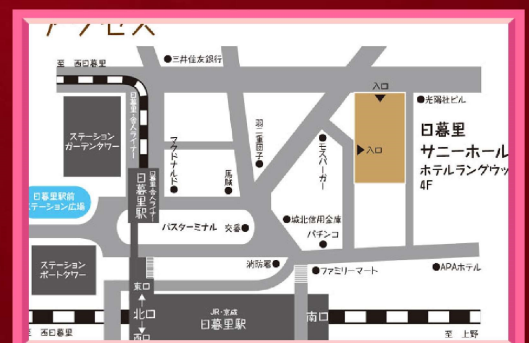 アクセス
至 西日暮里
●三井住友銀行
日暮里・舎人ライナー
ステーション
ガーデンタワー
マクドナルド●
馬賊●
羽二重団子●
●モスバーガー
入口
入口
●光陽社ビル
日暮里
サニーホール
ホテルラングウッ
4F
日暮里駅前
ステーション広場
日暮里駅
日暮里・舎人ライナー
バスターミナル
交番●
●城北信用金庫
パチンコ
●
消防署●
●ファミリーマート
●APAホテル
ステーション
ポートタワー
東口
北口
西口
JR・京成
日暮里駅
南口
至 西日暮里
至 上野